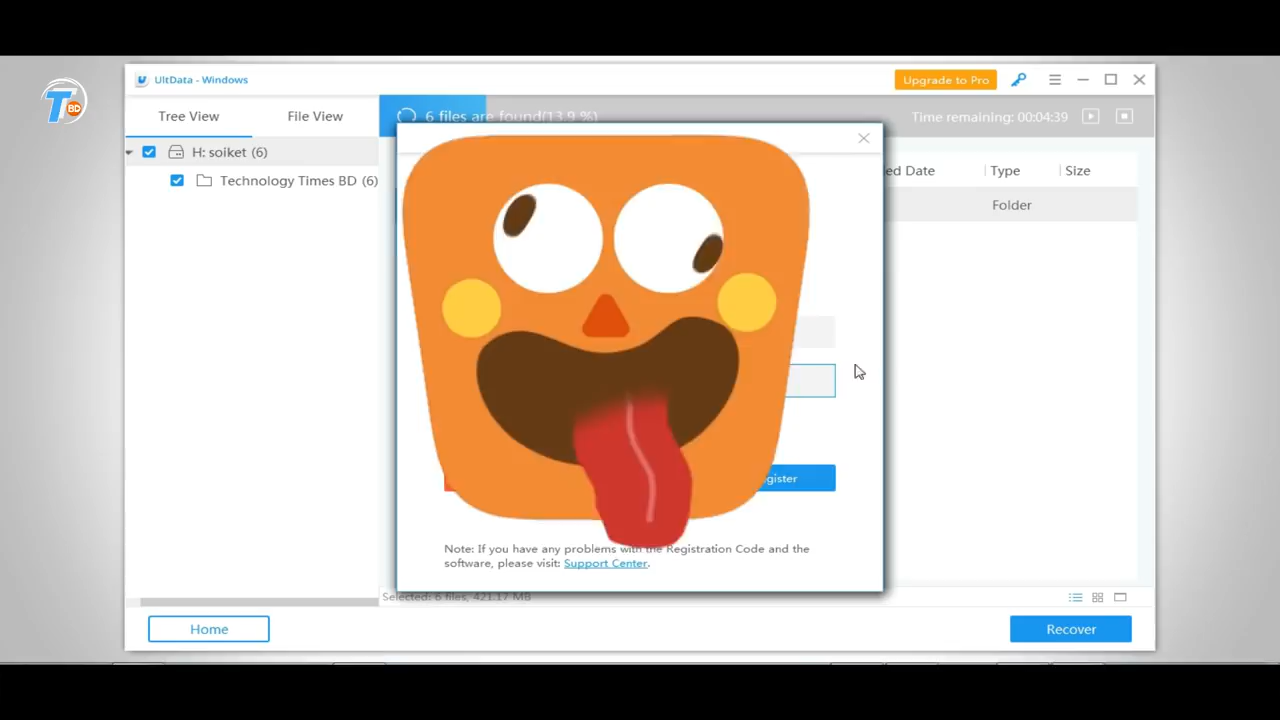 T BD
UltData - Windows
Upgrade to Pro
Tree View
File View
6 files are found(13.9 %)
Time remaining: 00:04:39
H: soiket (6)
ed Date
Type
Size
Technology Times BD (6)
Folder
gister
Note: If you have any problems with the Registration Code and the
software, please visit: Support Center.
Selected: 6 files, 421.17 MB
Home
Recover